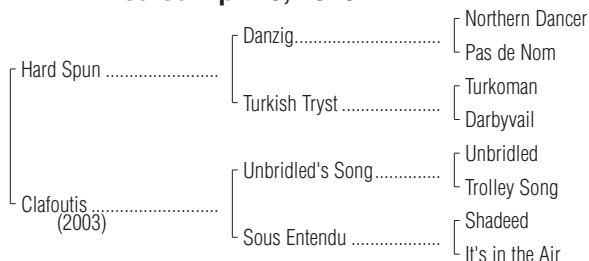 Northern Dancer
Danzig
Pas de Nom
Hard Spun
Turkoman
Turkish Tryst
Darbyvail
Unbridled
Unbridled's Song
Trolley Song
Clafoutis
(2003)
Shadeed
Sous Entendu
It's in the Air